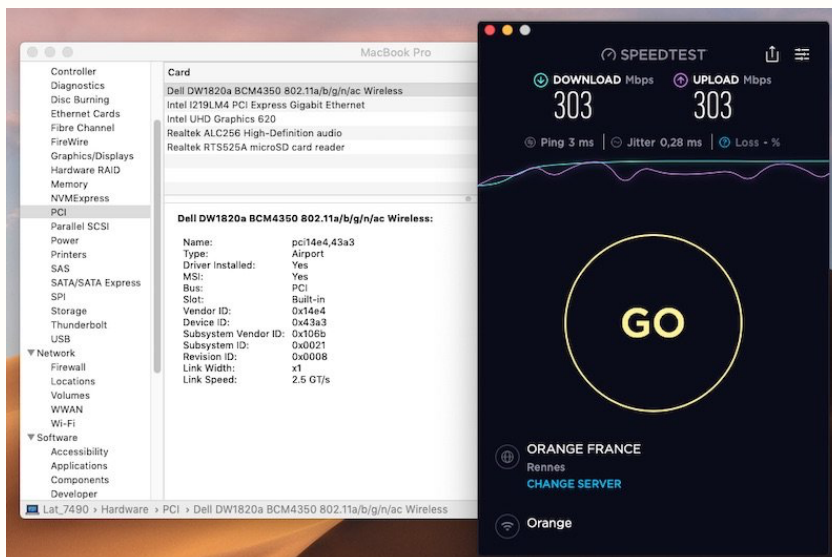 MacBook Pro
Controller
Diagnostics
Disc Burning
Ethernet Cards
Fibre Channel
FireWire
Graphics/Displays
Hardware RAID
Memory
NVMExpress
PCI
Parallel SCSI
Power
Printers
SAS
SATA/SATA Express
SPI
Storage
Thunderbolt
USB
Network
Firewall
Locations
Volumes
WWAN
Wi-Fi
Software
Accessibility
Applications
Components
Developer
Card
Dell DW1820a BCM4350 802.11a/b/g/n/ac Wireless
Intel I219LM4 PCI Express Gigabit Ethernet
Intel UHD Graphics 620
Realtek ALC256 High-Definition audio
Realtek RTS525A microSD card reader
Dell DW1820a BCM4350 802.11a/b/g/n/ac Wireless:
Name: pci14e4,43a3
Type: Airport
Driver Installed: Yes
MSI: Yes
Bus: PCI
Slot: Built-in
Vendor ID: 0x14e4
Device ID: 0x43a3
Subsystem Vendor ID: 0x106b
Subsystem ID: 0x0021
Revision ID: 0x0008
Link Width: x1
Link Speed: 2.5 GT/s
Lat_7490 › Hardware › PCI › Dell DW1820a BCM4350 802.11a/b/g/n/ac Wireless
SPEEDTEST
DOWNLOAD Mbps UPLOAD Mbps
303 303
Ping 3 ms Jitter 0,28 ms Loss - %
GO
ORANGE FRANCE
Rennes
CHANGE SERVER
Orange